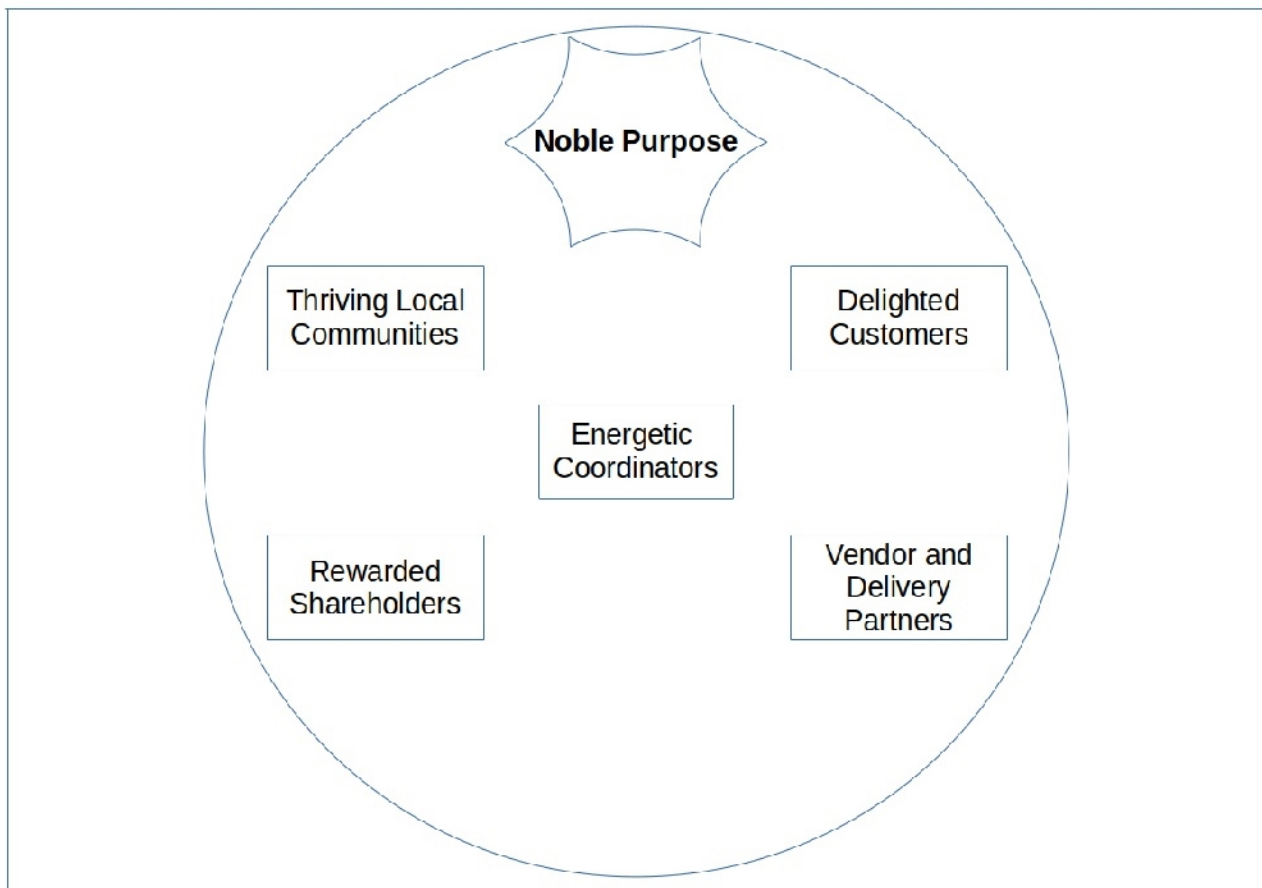 Noble Purpose
Thriving Local
Communities
Delighted
Customers
Energetic
Coordinators
Rewarded
Shareholders
Vendor and
Delivery
Partners